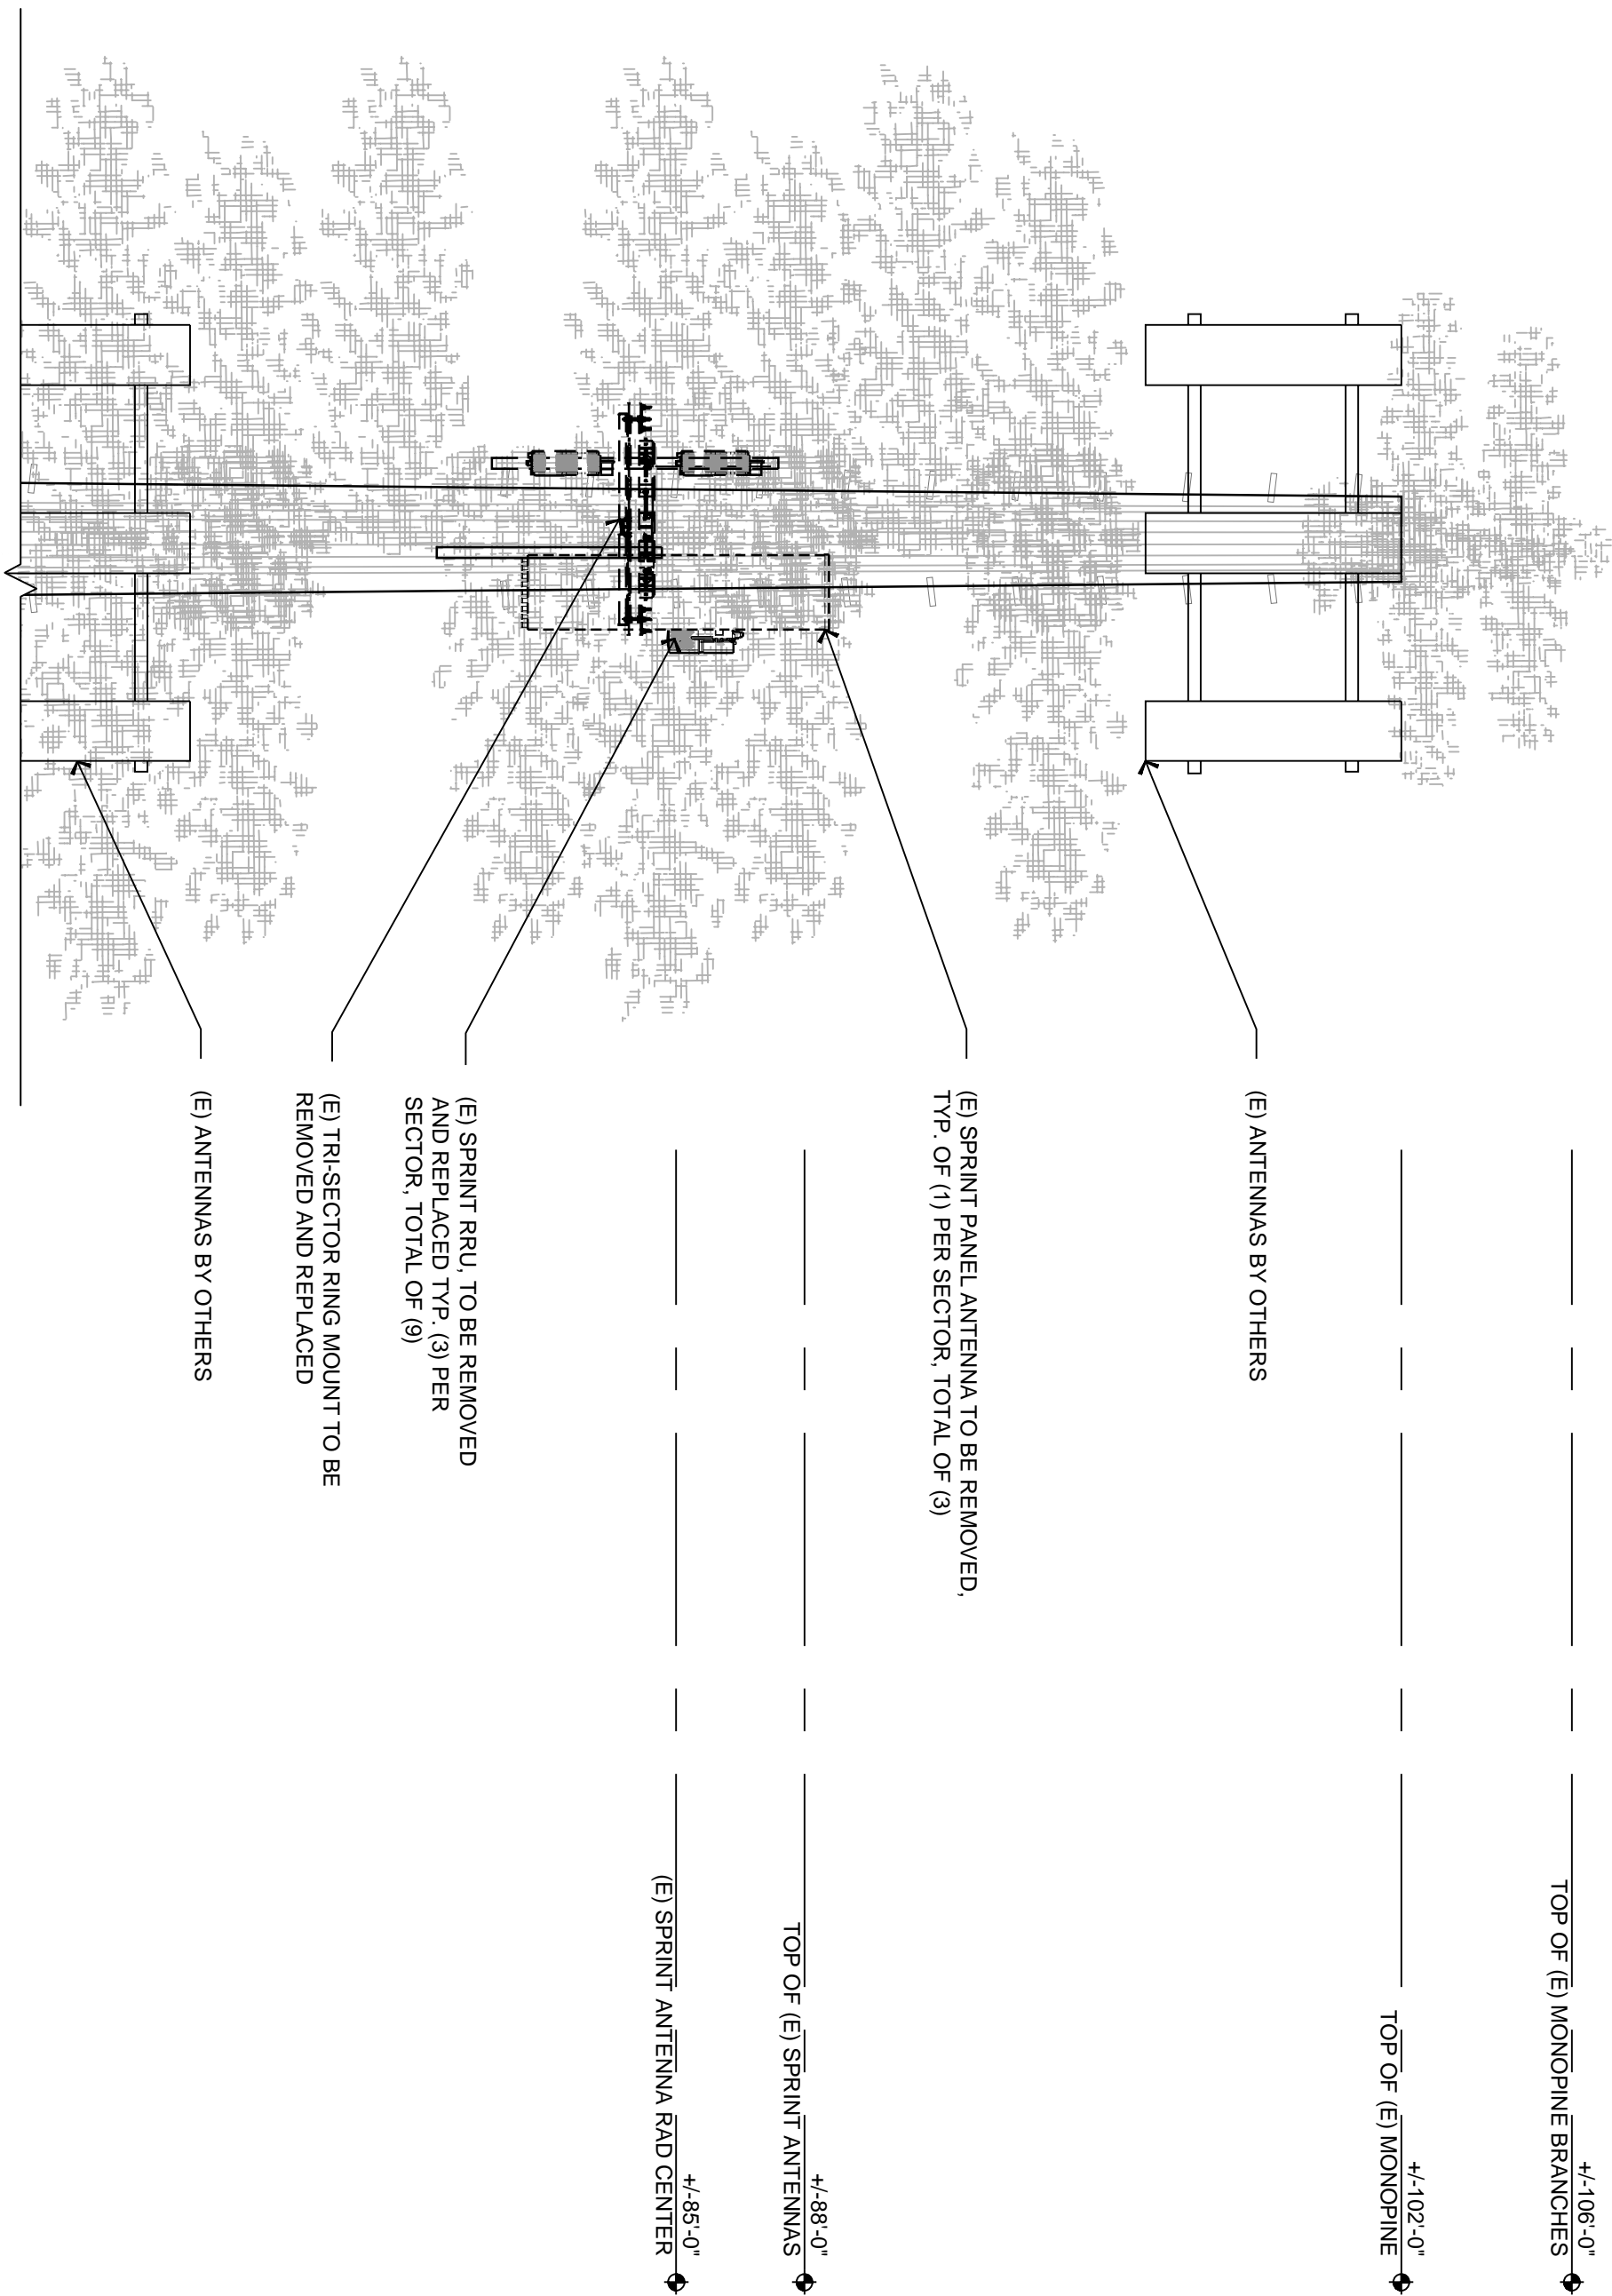 +/-106'-0"
TOP OF (E) MONOPINE BRANCHES
+/-102'-0"
TOP OF (E) MONOPINE
(E) ANTENNAS BY OTHERS
(E) SPRINT PANEL ANTENNA TO BE REMOVED,
TYP. OF (1) PER SECTOR, TOTAL OF (3)
+/-88'-0"
TOP OF (E) SPRINT ANTENNAS
+/-85'-0"
(E) SPRINT ANTENNA RAD CENTER
(E) SPRINT RRU, TO BE REMOVED
AND REPLACED TYP. (3) PER
SECTOR, TOTAL OF (9)
(E) TRI-SECTOR RING MOUNT TO BE
REMOVED AND REPLACED
(E) ANTENNAS BY OTHERS